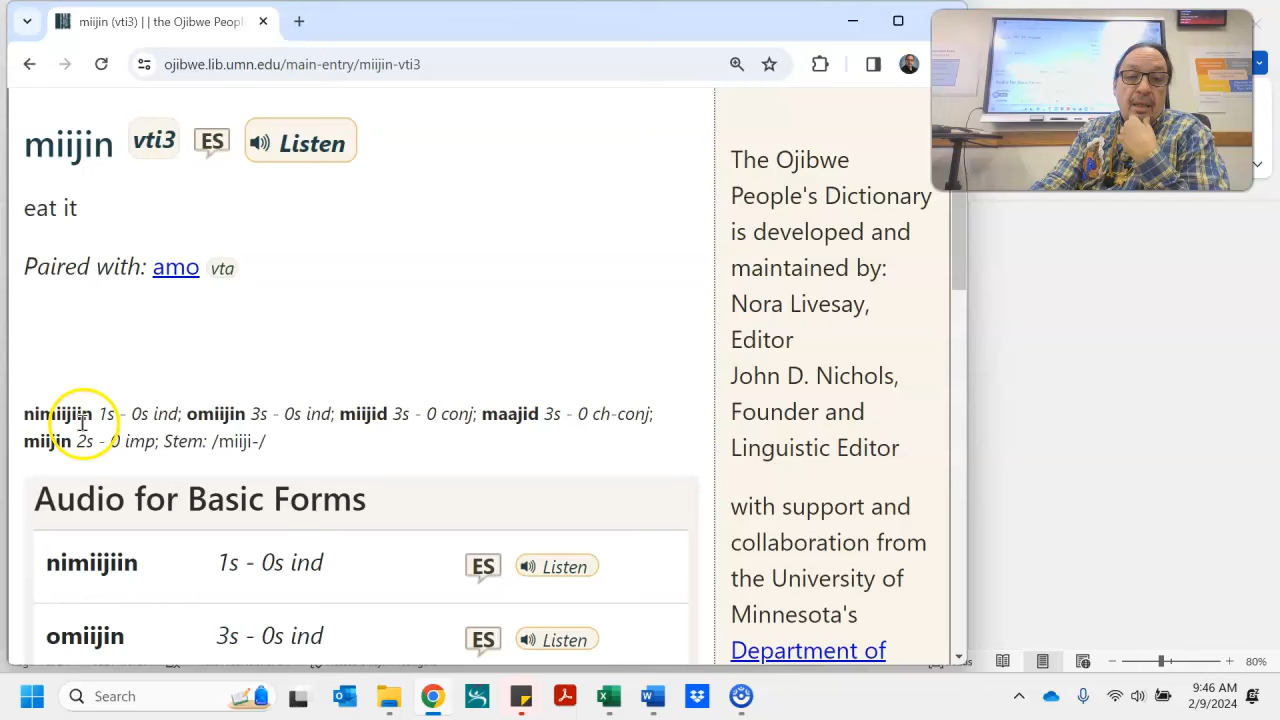 miijin (vti3) | | the Ojibwe Peopl
ojibwe.lib.umn.edu/main-entry/miijin-vti3
miijin vti3 ES Listen
eat it
Paired with: amo vta
nimiijiin 1s - 0s ind; omiijin 3s - 0s ind; miijid 3s - 0 conj; maajid 3s - 0 ch-conj;
miijin 2s - 0 imp; Stem: /miiji-/
Audio for Basic Forms
nimiijiin 1s - 0s ind ES Listen
omiijin 3s - 0s ind ES Listen
The Ojibwe
People's Dictionary
is developed and
maintained by:
Nora Livesay,
Editor
John D. Nichols,
Founder and
Linguistic Editor
with support and
collaboration from
the University of
Minnesota's
Department of
80%
Search
9:46 AM
2/9/2024